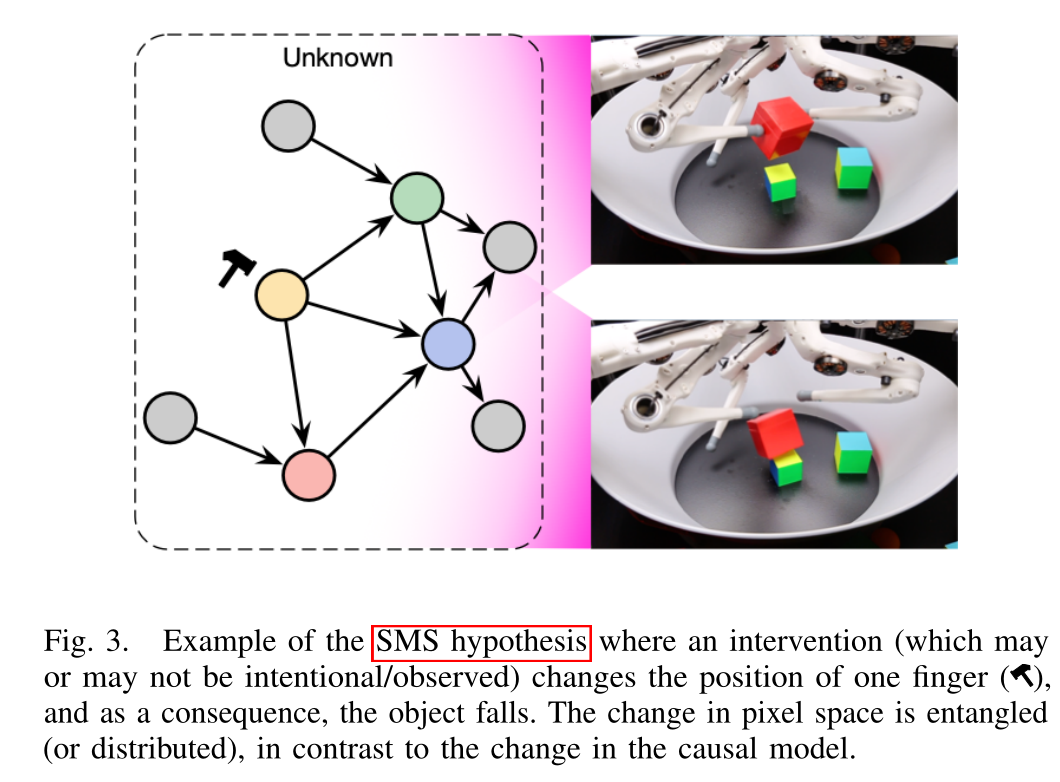 Unknown
Fig. 3. Example of the SMS hypothesis where an intervention (which may
or may not be intentional/observed) changes the position of one finger (),
and as a consequence, the object falls. The change in pixel space is entangled
(or distributed), in contrast to the change in the causal model.